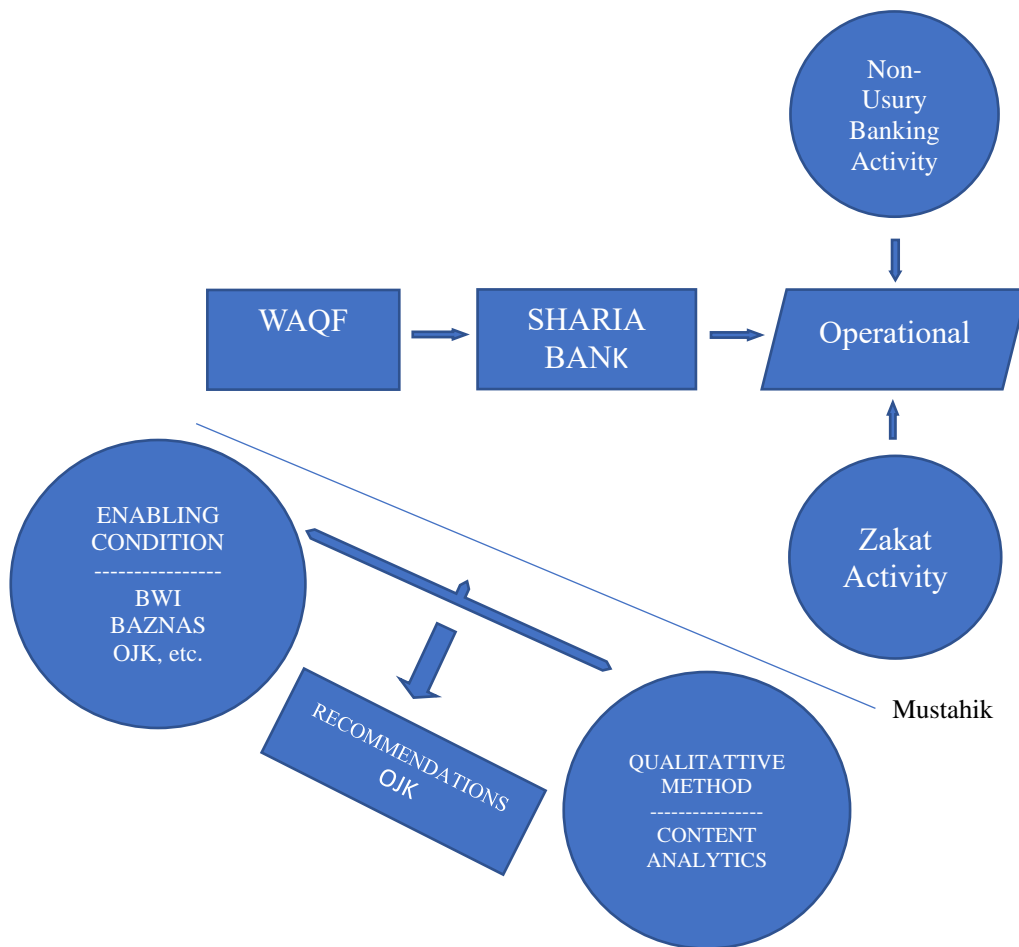 Non-
Usury
Banking
Activity
WAQF
SHARIA
BANK
Operational
ENABLING
CONDITION
----------------
BWI
BAZNAS
OJK, etc.
Zakat
Activity
Mustahik
RECOMMENDATIONS
OJK
QUALITATTIVE
METHOD
----------------
CONTENT
ANALYTICS